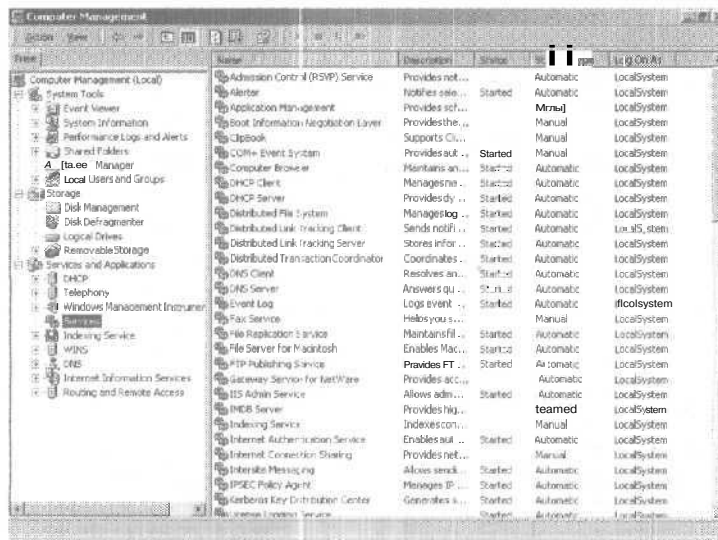 Computer Management
Action View
Tree
Computer Management (Local)
System Tools
Event Viewer
System Information
Performance Logs and Alerts
Shared Folders
A [ta.ee Manager
Local Users and Groups
Storage
Disk Management
Disk Defragmenter
Logical Drives
Removable Storage
Services and Applications
DHCP
Telephony
Windows Management Instrumer
Services
Indexing Service
WINS
DNS
Internet Information Services
Routing and Remote Access
Name Description Status Log On As
Admission Control (RSVP) Service Provides net... Automatic LocalSystem
Alerter Notifies sele... Started Automatic LocalSystem
Application Management Provides sof... LocalSystem
Boot Information Negotiation Layer Provides the... Manual LocalSystem
ClipBook Supports Cli... Manual LocalSystem
COM+ Event System Provides aut... Started Manual LocalSystem
Computer Browser Maintains an... Started Automatic LocalSystem
DHCP Client Manages ne... Started Automatic LocalSystem
DHCP Server Provides dy... Started Automatic LocalSystem
Distributed File System Manages log... Started Automatic LocalSystem
Distributed Link Tracking Client Sends notifi... Started Automatic LocalSystem
Distributed Link Tracking Server Stores infor... Started Automatic LocalSystem
Distributed Transaction Coordinator Coordinates... Started Automatic LocalSystem
DNS Client Resolves an... Started Automatic LocalSystem
DNS Server Answers qu... Started Automatic LocalSystem
Event Log Logs event... Started Automatic iflcolsystem
Fax Service Helps you s... Manual LocalSystem
File Replication Service Maintains fil... Started Automatic LocalSystem
File Server for Macintosh Enables Mac... Started Automatic LocalSystem
FTP Publishing Service Pravides FT... Started Automatic LocalSystem
Gateway Service for NetWare Provides acc... Automatic LocalSystem
IIS Admin Service Allows adm... Started Automatic LocalSystem
IMDB Server Provides hig... teamed LocalSystem
Indexing Service Indexes con... Manual LocalSystem
Internet Authentication Service Enables aut... Started Automatic LocalSystem
Internet Connection Sharing Provides net... Manual LocalSystem
Intersite Messaging Allows sendi... Started Automatic LocalSystem
IPSEC Policy Agent Manages IP... Started Automatic LocalSystem
Kerberos Key Distribution Center Generates s... Started Automatic LocalSystem
License Logging Service Started Automatic LocalSystem